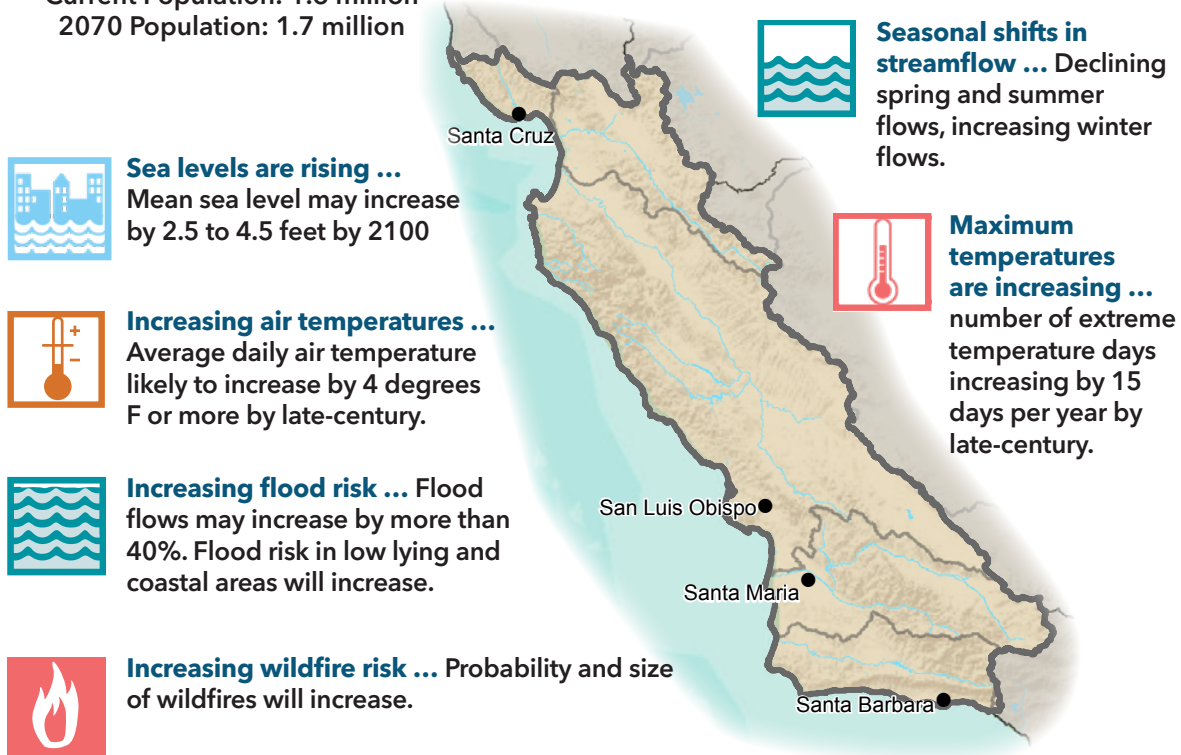 2070 Population: 1.7 million
Sea levels are rising ...
Mean sea level may increase
by 2.5 to 4.5 feet by 2100
Increasing air temperatures ...
Average daily air temperature
likely to increase by 4 degrees
F or more by late-century.
Increasing flood risk ... Flood
flows may increase by more than
40%. Flood risk in low lying and
coastal areas will increase.
Increasing wildfire risk ... Probability and size
of wildfires will increase.
Santa Cruz
San Luis Obispo
Santa Maria
Santa Barbara
Seasonal shifts in
streamflow ... Declining
spring and summer
flows, increasing winter
flows.
Maximum
temperatures
are increasing ...
number of extreme
temperature days
increasing by 15
days per year by
late-century.